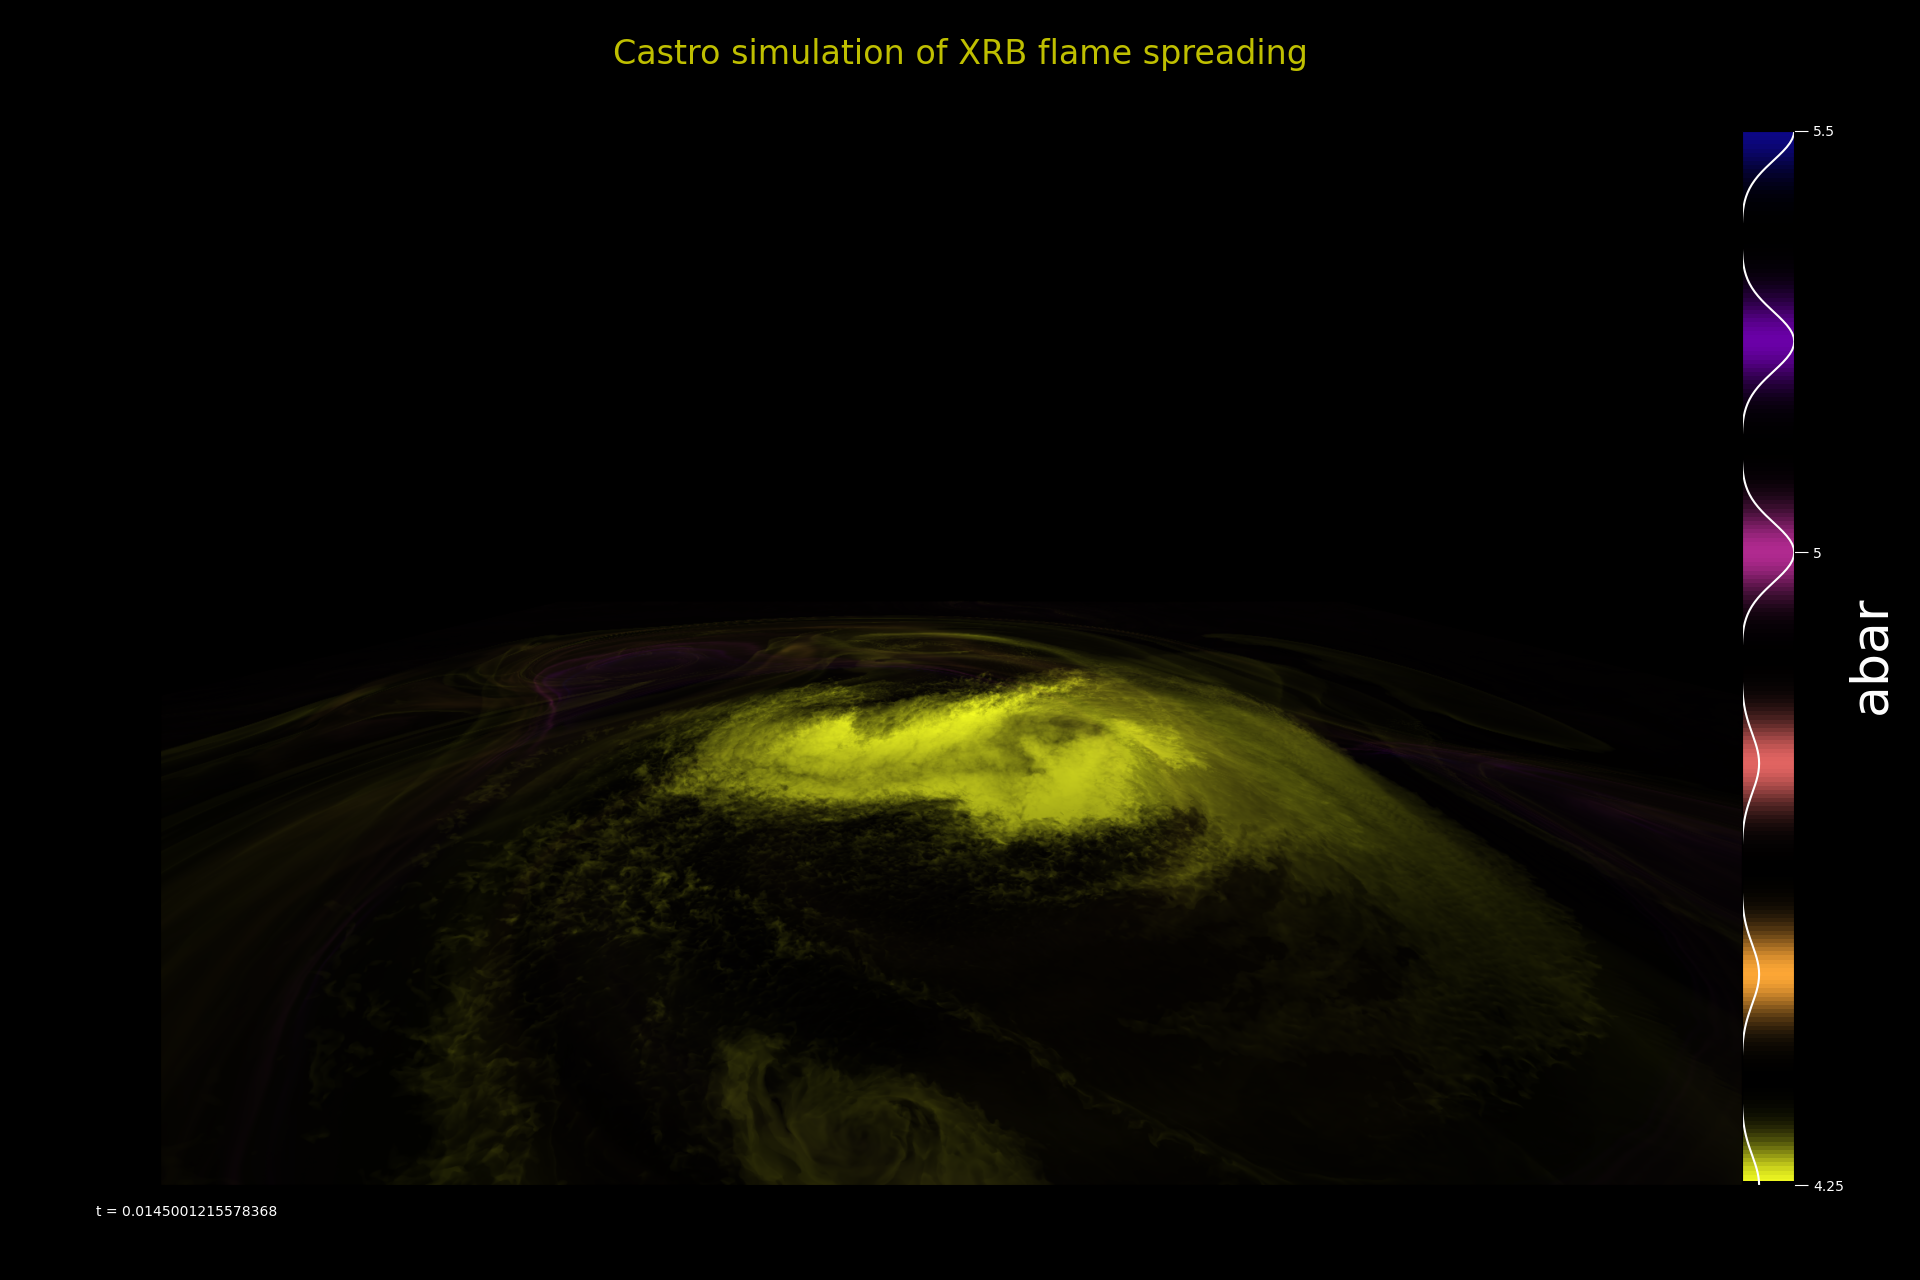 Castro simulation of XRB flame spreading
5.5
5
abar
4.25
t = 0.0145001215578368